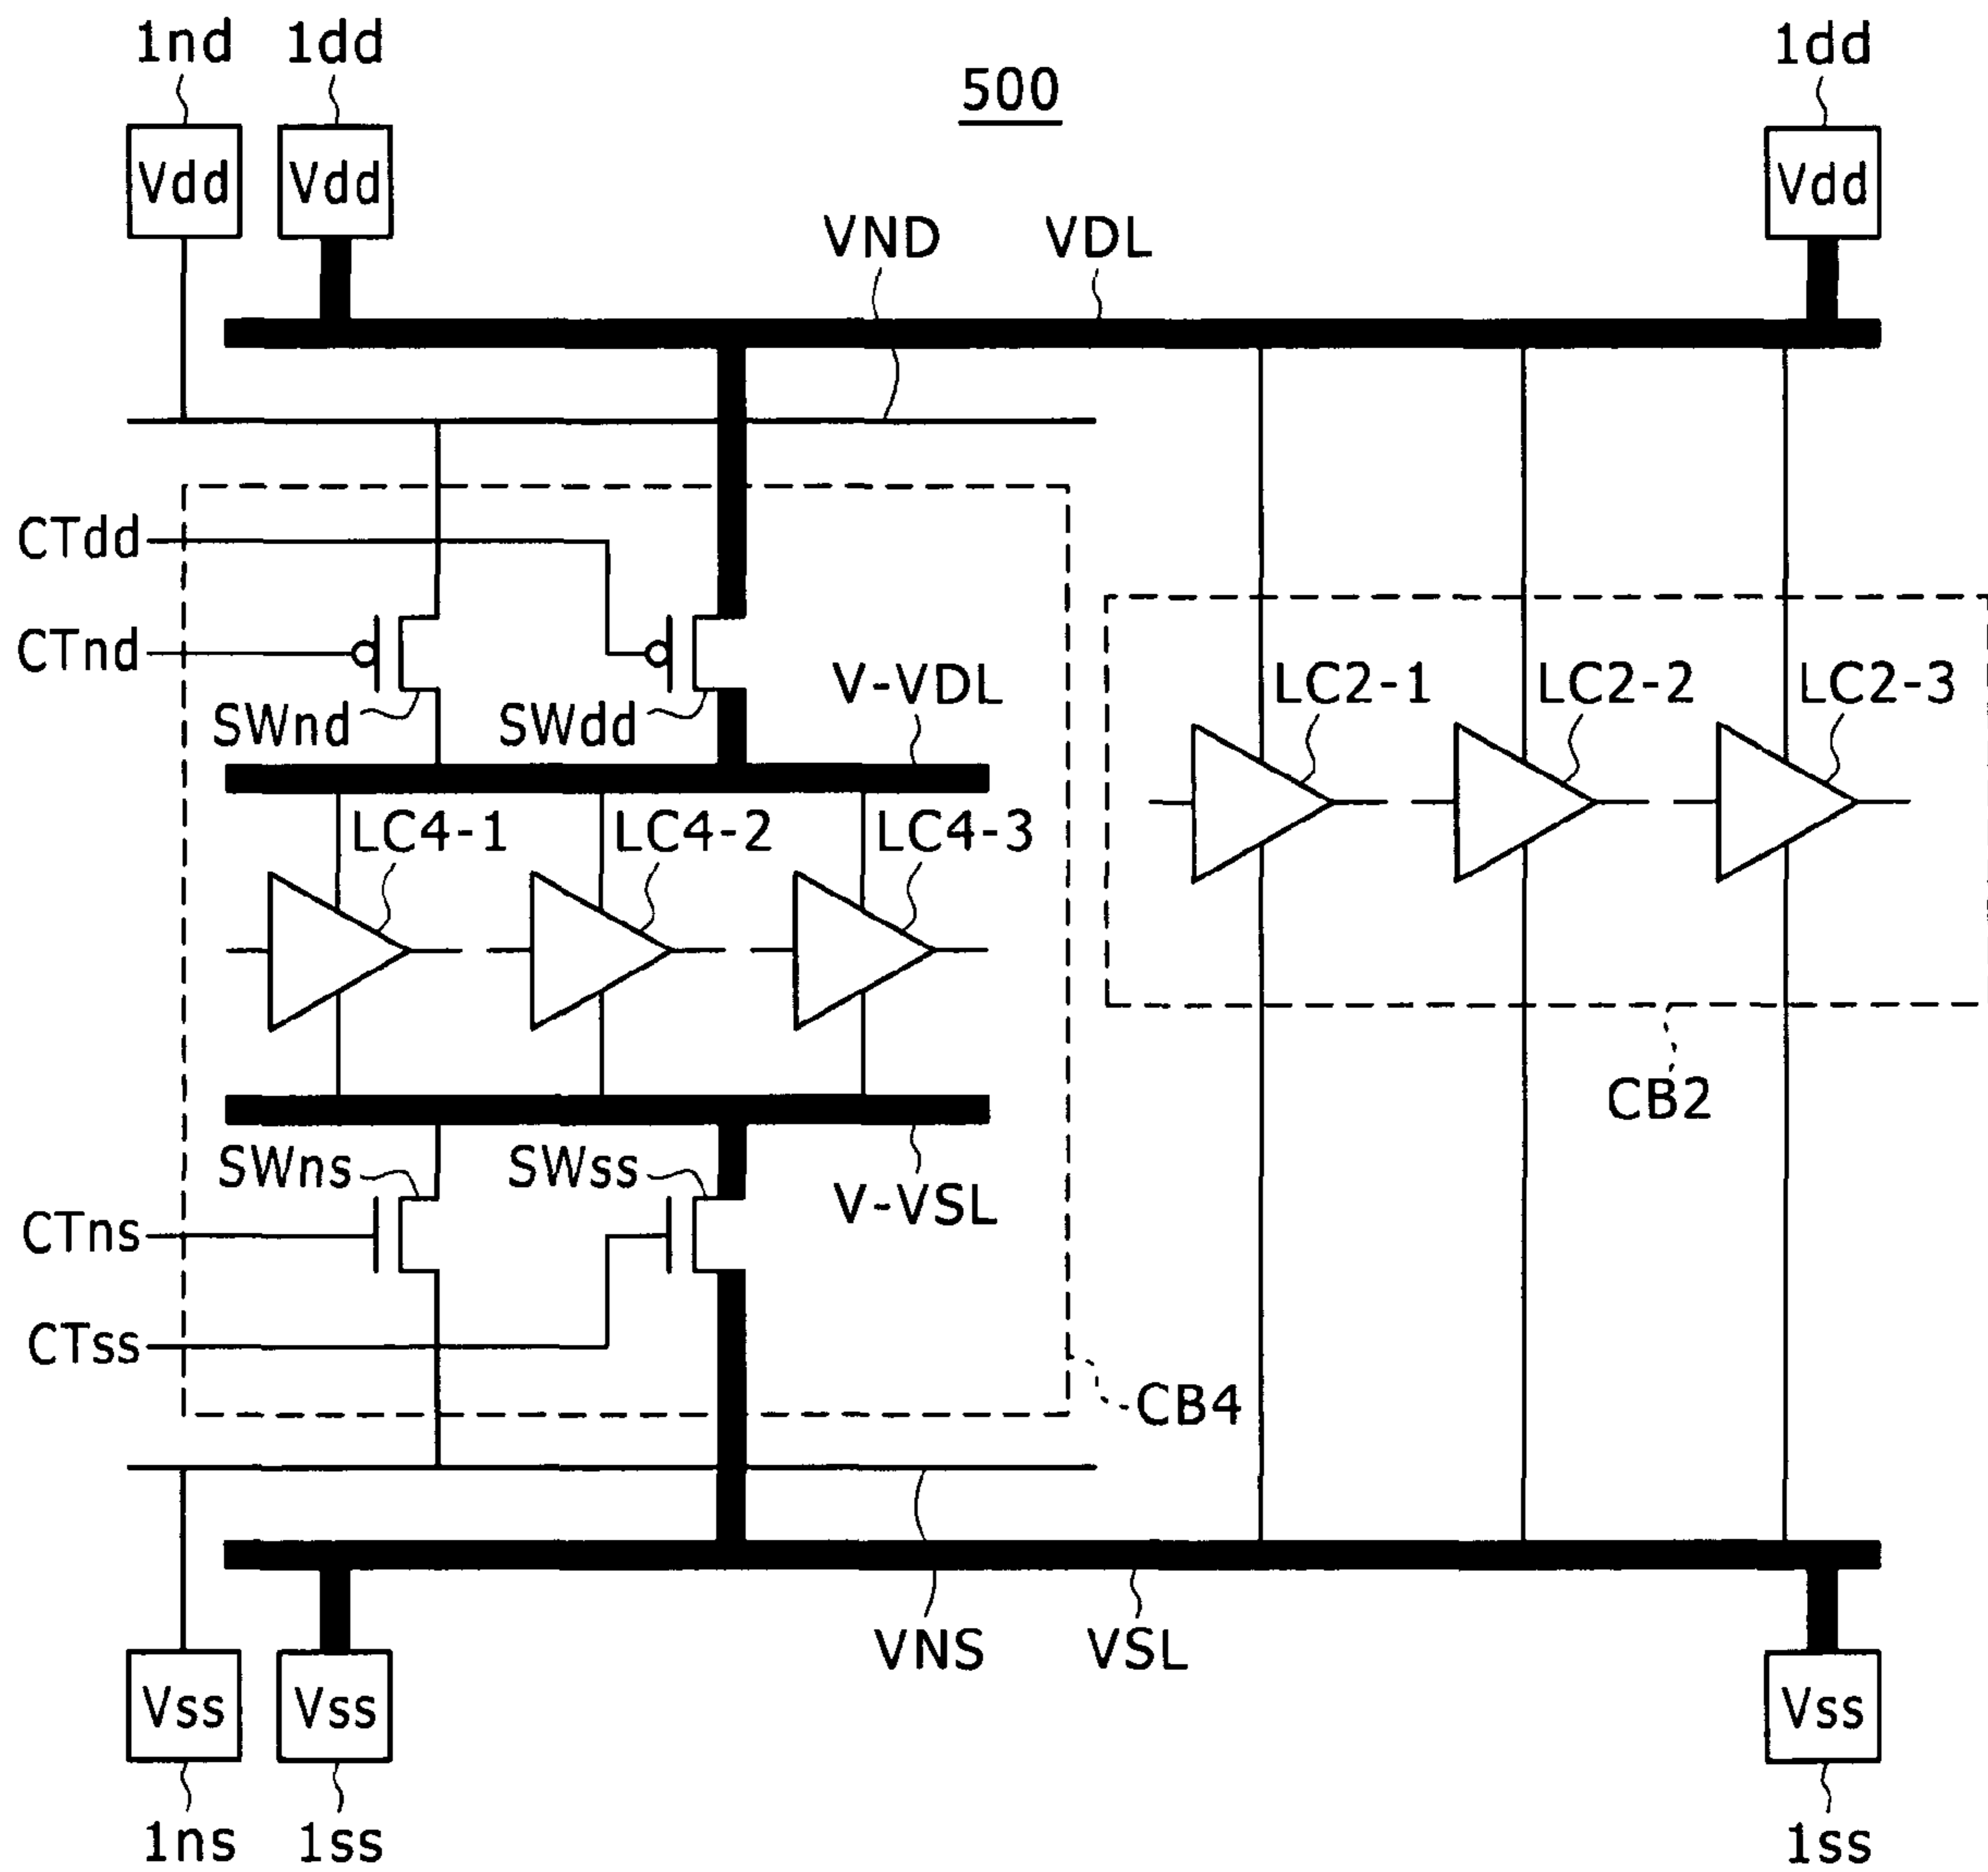 1nd 1dd 1dd
500
Vdd Vdd Vdd
VND VDL
CTdd
CTnd
V-VDL LC2-1 LC2-2 LC2-3
SWnd SWdd
LC4-1 LC4-2 LC4-3
CB2
SWns SWss
V-VSL
CTns
CTss
CB4
VNS VSL
Vss Vss Vss
1ns 1ss 1ss